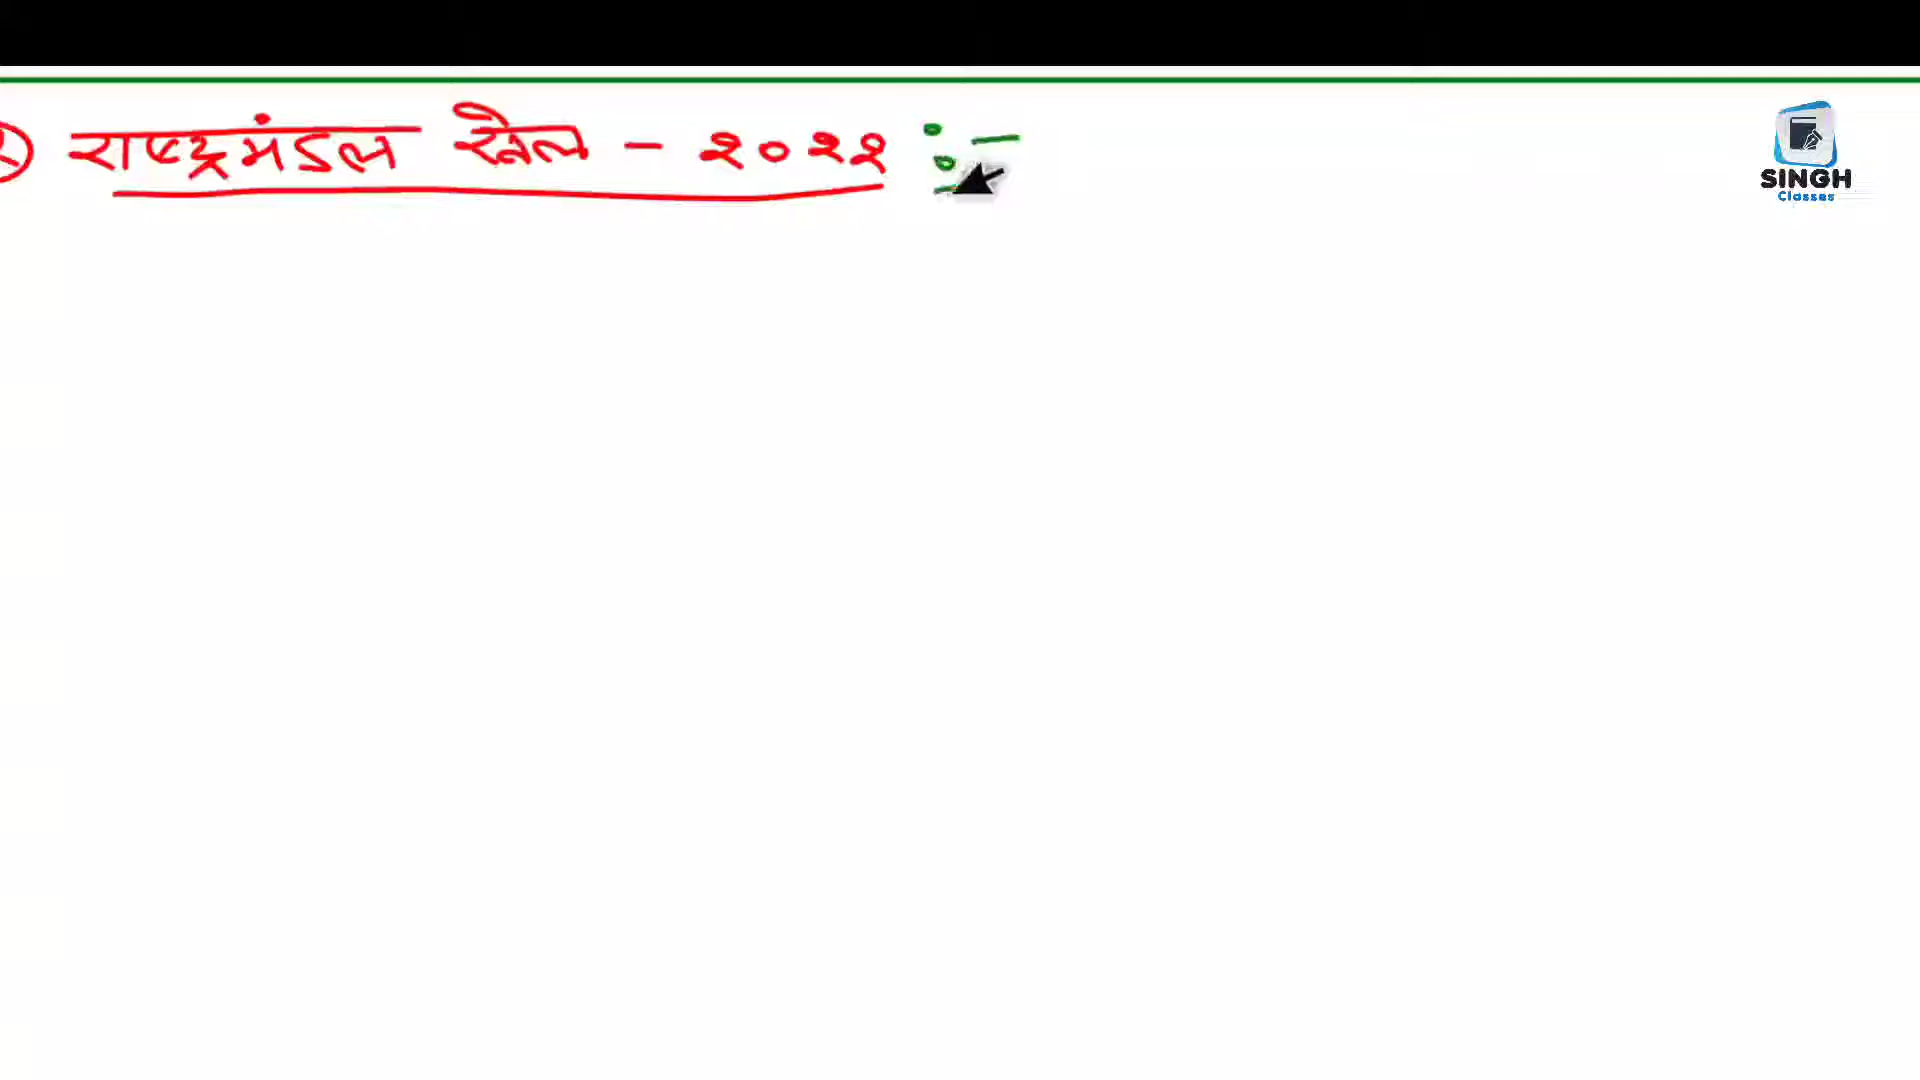 राष्ट्रमंडल खेल - २०२२ :-
SINGH
Classes